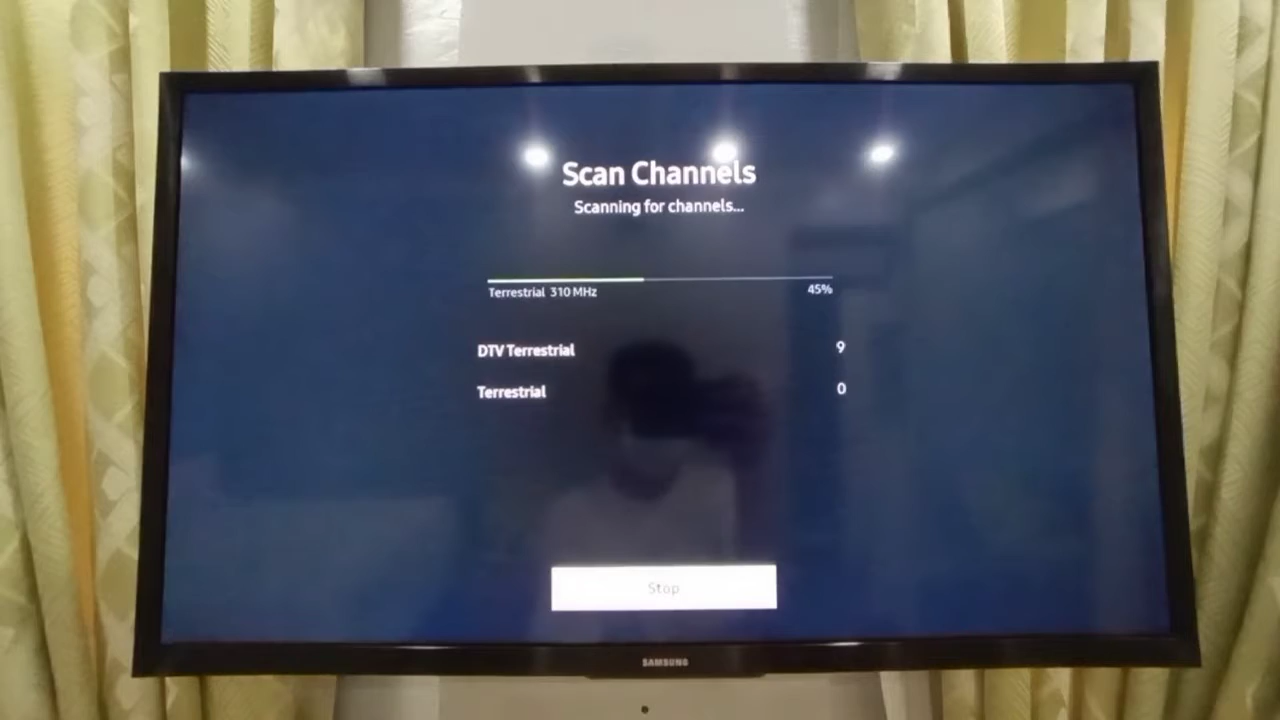 Scan Channels
Scanning for channels...
Terrestrial 310 MHz 45%
DTV Terrestrial 9
Terrestrial 0
Stop
SAMSUNG